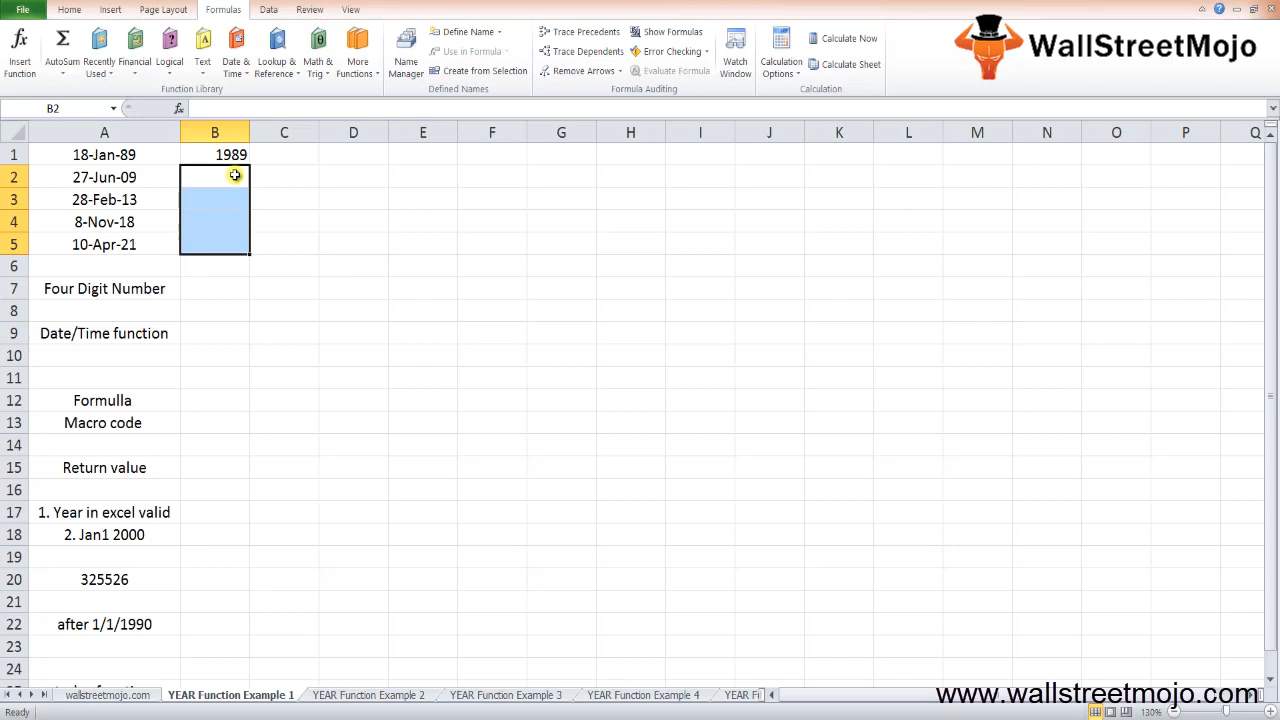 File Home Insert Page Layout Formulas Data Review View
fx Σ ? A θ
Insert Function AutoSum Recently Used Financial Logical Text Date & Time Lookup & Reference Math & Trig More Functions
Function Library
Name Manager
Define Name
Use in Formula
Create from Selection
Defined Names
Trace Precedents Show Formulas
Trace Dependents Error Checking
Remove Arrows Evaluate Formula
Formula Auditing
Watch Window
Calculation Options
Calculate Now
Calculate Sheet
Calculation
WallStreetMojo
B2 fx
A B C D E F G H I J K L M N O P Q
1 18-Jan-89 1989
2 27-Jun-09
3 28-Feb-13
4 8-Nov-18
5 10-Apr-21
6
7 Four Digit Number
8
9 Date/Time function
10
11
12 Formulla
13 Macro code
14
15 Return value
16
17 1. Year in excel valid
18 2. Jan1 2000
19
20 325526
21
22 after 1/1/1990
23
24
wallstreetmojo.com YEAR Function Example 1 YEAR Function Example 2 YEAR Function Example 3 YEAR Function Example 4 YEAR F
www.wallstreetmojo.com
Ready 130%